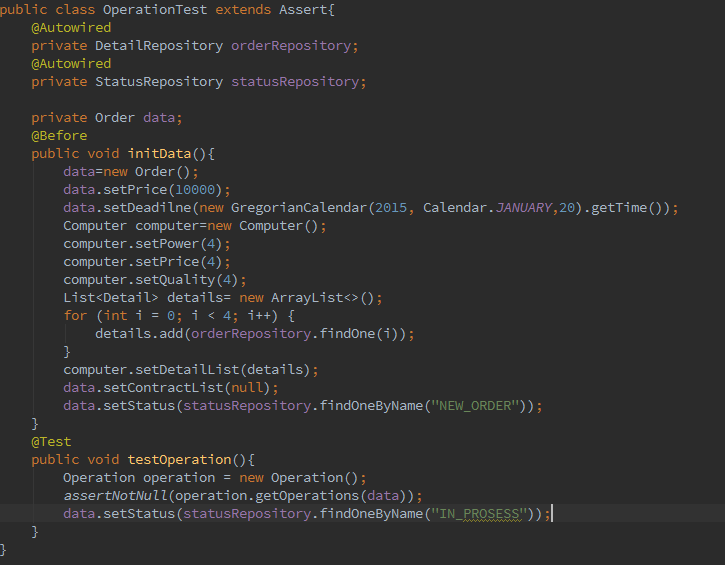 public class OperationTest extends Assert{
@Autowired
private DetailRepository orderRepository;
@Autowired
private StatusRepository statusRepository;
private Order data;
@Before
public void initData(){
data=new Order();
data.setPrice(10000);
data.setDeadilne(new GregorianCalendar(2015, Calendar.JANUARY,20).getTime());
Computer computer=new Computer();
computer.setPower(4);
computer.setPrice(4);
computer.setQuality(4);
List<Detail> details= new ArrayList<>();
for (int i = 0; i < 4; i++) {
details.add(orderRepository.findOne(i));
}
computer.setDetailList(details);
data.setContractList(null);
data.setStatus(statusRepository.findOneByName("NEW_ORDER"));
}
@Test
public void testOperation(){
Operation operation = new Operation();
assertNotNull(operation.getOperations(data));
data.setStatus(statusRepository.findOneByName("IN_PROSESS"));
}
}